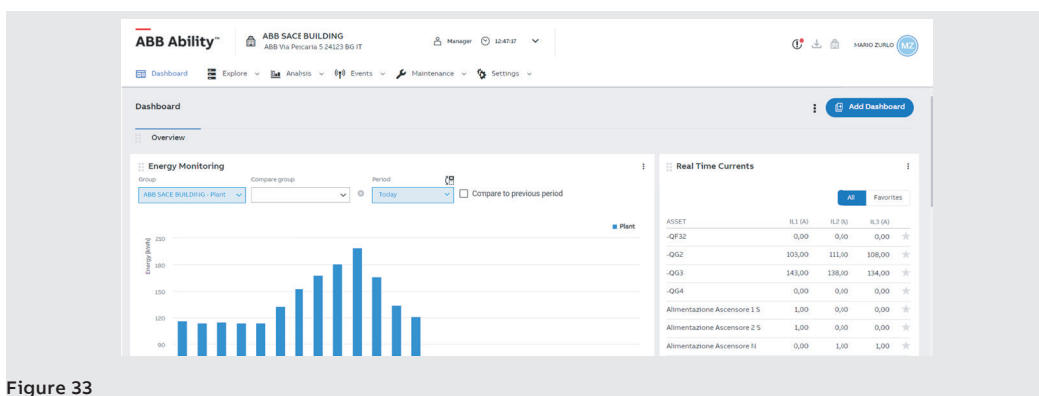 ABB Ability™
ABB SACE BUILDING
ABB Via Pescaria 5 24123 BG IT
Manager 12:47:17
MARIO ZURLO MZ
Dashboard Explore Analisis Events Maintenance Settings
Dashboard
Add Dashboard
Overview
Energy Monitoring
Group Compare group Period
ABB SACE BUILDING - Plant Today Compare to previous period
Plant
Energy [kWh]
210
180
150
120
90
Real Time Currents
All Favorites
ASSET IL1 (A) IL2 (A) IL3 (A)
-QF32 0,00 0,00 0,00
-QG2 103,00 111,00 108,00
-QG3 143,00 138,00 134,00
-QG4 0,00 0,00 0,00
Alimentazione Ascensore 1 S 1,00 0,00 0,00
Alimentazione Ascensore 2 S 1,00 0,00 0,00
Alimentazione Ascensore N 0,00 1,00 1,00
Figure 33